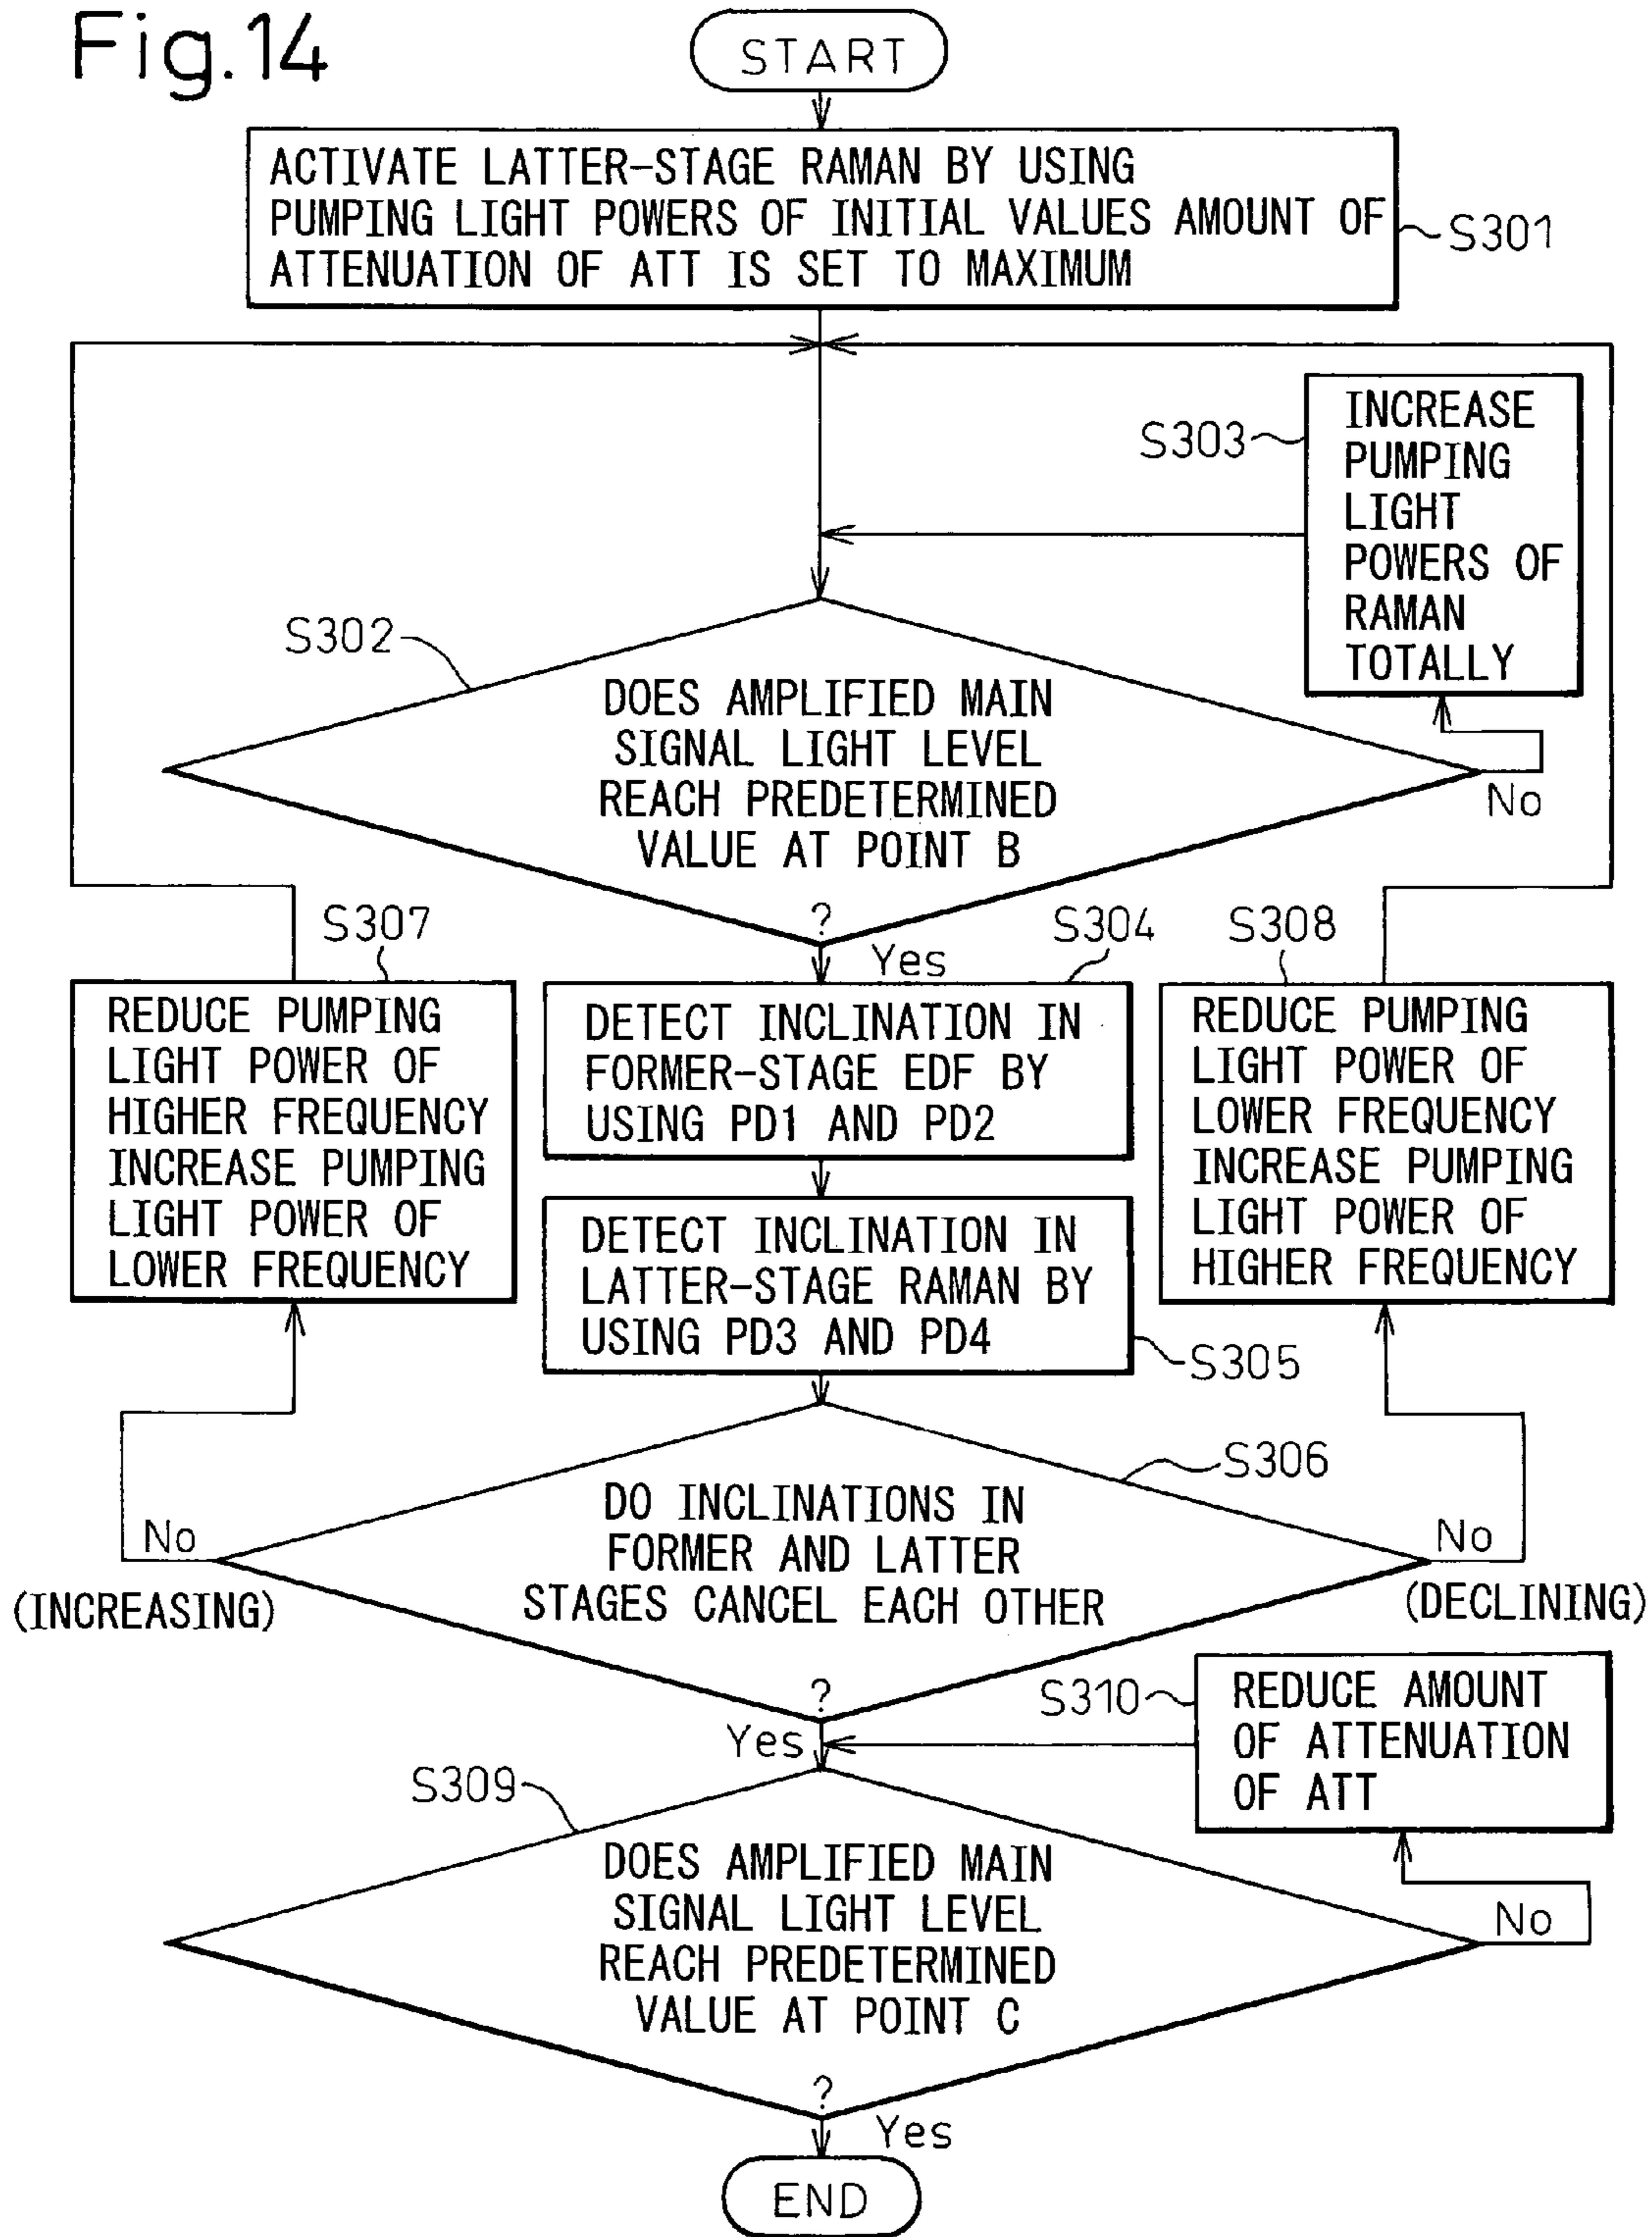 Fig.14
START
ACTIVATE LATTER-STAGE RAMAN BY USING
PUMPING LIGHT POWERS OF INITIAL VALUES AMOUNT OF
ATTENUATION OF ATT IS SET TO MAXIMUM
S301
S303
INCREASE
PUMPING
LIGHT
POWERS OF
RAMAN
TOTALLY
S302
DOES AMPLIFIED MAIN
SIGNAL LIGHT LEVEL
REACH PREDETERMINED
VALUE AT POINT B
?
No
Yes
S307
REDUCE PUMPING
LIGHT POWER OF
HIGHER FREQUENCY
INCREASE PUMPING
LIGHT POWER OF
LOWER FREQUENCY
S304
DETECT INCLINATION IN
FORMER-STAGE EDF BY
USING PD1 AND PD2
S308
REDUCE PUMPING
LIGHT POWER OF
LOWER FREQUENCY
INCREASE PUMPING
LIGHT POWER OF
HIGHER FREQUENCY
DETECT INCLINATION IN
LATTER-STAGE RAMAN BY
USING PD3 AND PD4
S305
S306
DO INCLINATIONS IN
FORMER AND LATTER
STAGES CANCEL EACH OTHER
?
No
(INCREASING)
No
(DECLINING)
Yes
S310
REDUCE AMOUNT
OF ATTENUATION
OF ATT
S309
DOES AMPLIFIED MAIN
SIGNAL LIGHT LEVEL
REACH PREDETERMINED
VALUE AT POINT C
?
No
Yes
END